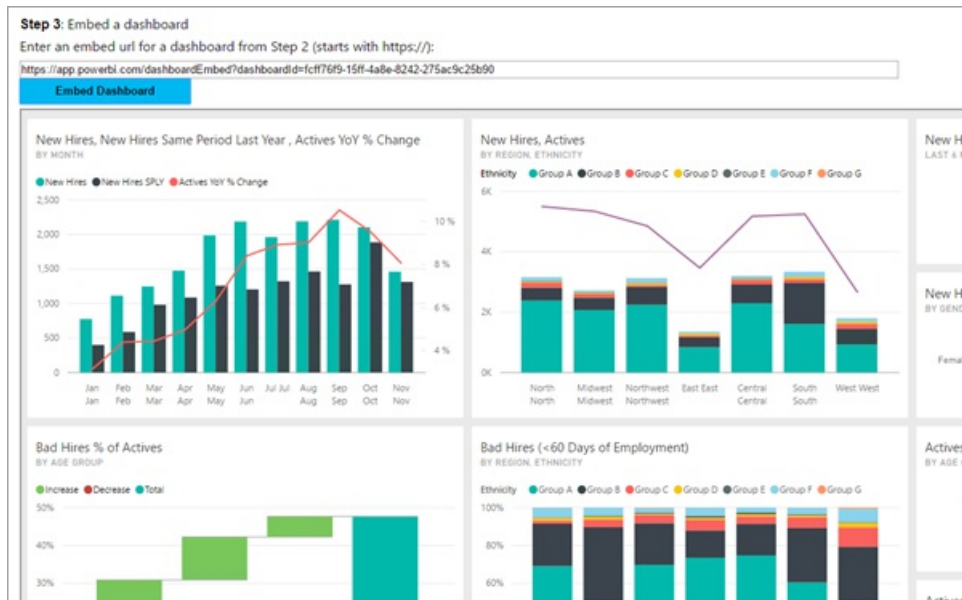 Step 3: Embed a dashboard
Enter an embed url for a dashboard from Step 2 (starts with https://):
https://app.powerbi.com/dashboardEmbed?dashboardId=fcff76f9-15ff-4a8e-8242-275ac9c25b90
Embed Dashboard
New Hires, New Hires Same Period Last Year , Actives YoY % Change
BY MONTH
New Hires New Hires SPLY Actives YoY % Change
2,500
2,000
1,500
1,000
500
0
10 %
8 %
6 %
4 %
Jan Feb Mar Apr May Jun Jul Jul Aug Sep Oct Nov
Jan Feb Mar Apr May Jun Aug Sep Oct Nov
New Hires, Actives
BY REGION, ETHNICITY
Ethnicity Group A Group B Group C Group D Group E Group F Group G
6K
4K
2K
0K
North Midwest Northwest East East Central South West West
North Midwest Northwest Central South
New H
LAST 6 M
New H
BY GEND
Fema
Bad Hires % of Actives
BY AGE GROUP
Increase Decrease Total
50%
40%
30%
Bad Hires (<60 Days of Employment)
BY REGION, ETHNICITY
Ethnicity Group A Group B Group C Group D Group E Group F Group G
100%
80%
60%
Actives
BY AGE